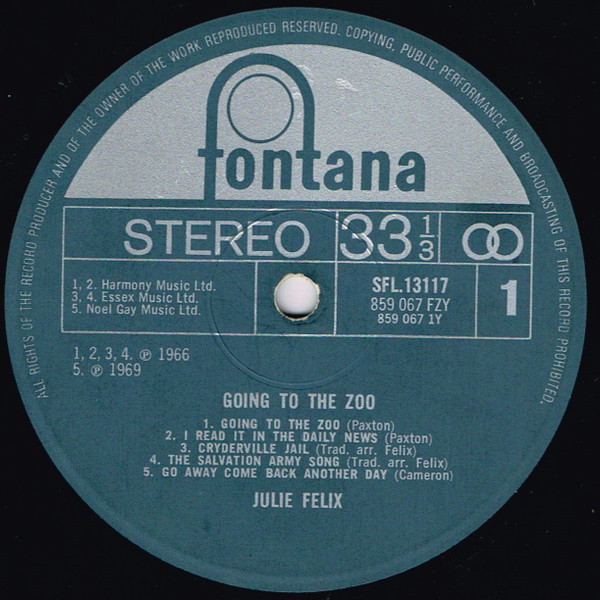 ALL RIGHTS OF THE RECORD PRODUCER AND OF THE OWNER OF THE WORK REPRODUCED RESERVED. COPYING, PUBLIC PERFORMANCE AND BROADCASTING OF THIS RECORD PROHIBITED.
fontana
STEREO 33 1/3
1, 2. Harmony Music Ltd.
3, 4. Essex Music Ltd.
5. Noel Gay Music Ltd.
SFL.13117
859 067 FZY
859 067 1Y
1
1, 2, 3, 4. ℗ 1966
5. ℗ 1969
GOING TO THE ZOO
1. GOING TO THE ZOO (Paxton)
2. I READ IT IN THE DAILY NEWS (Paxton)
3. CRYDERVILLE JAIL (Trad. arr. Felix)
4. THE SALVATION ARMY SONG (Trad. arr. Felix)
5. GO AWAY COME BACK ANOTHER DAY (Cameron)
JULIE FELIX